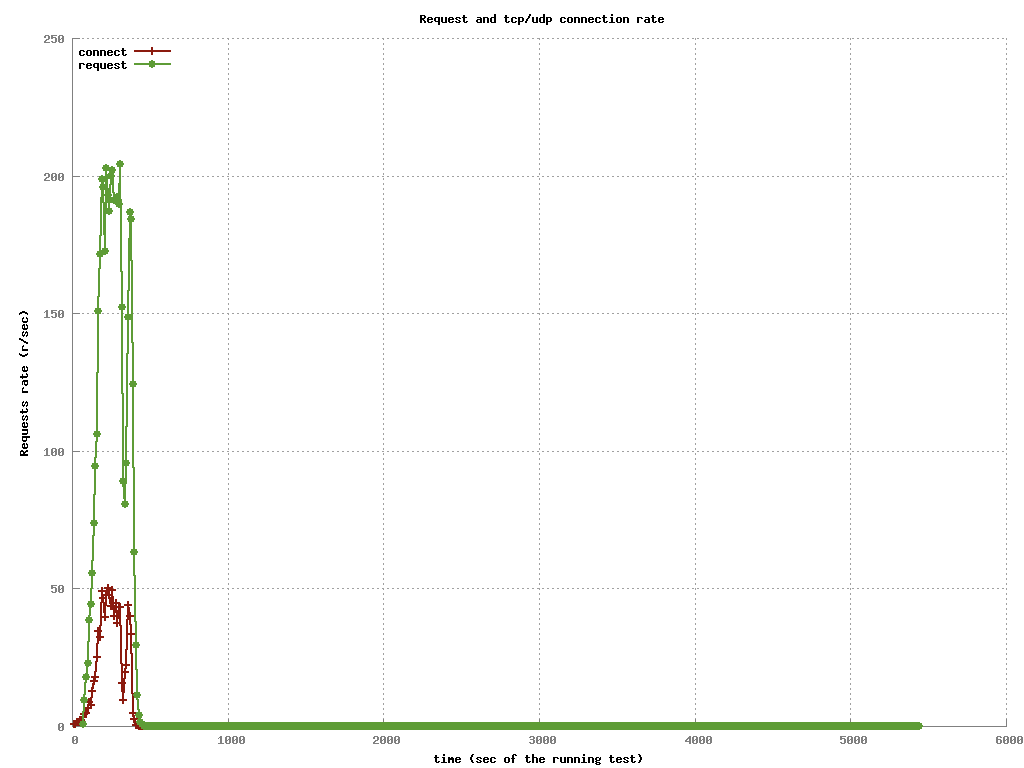 Request and tcp/udp connection rate
250
connect
request
200
150
Requests rate (r/sec)
100
50
0
0 1000 2000 3000 4000 5000 6000
time (sec of the running test)